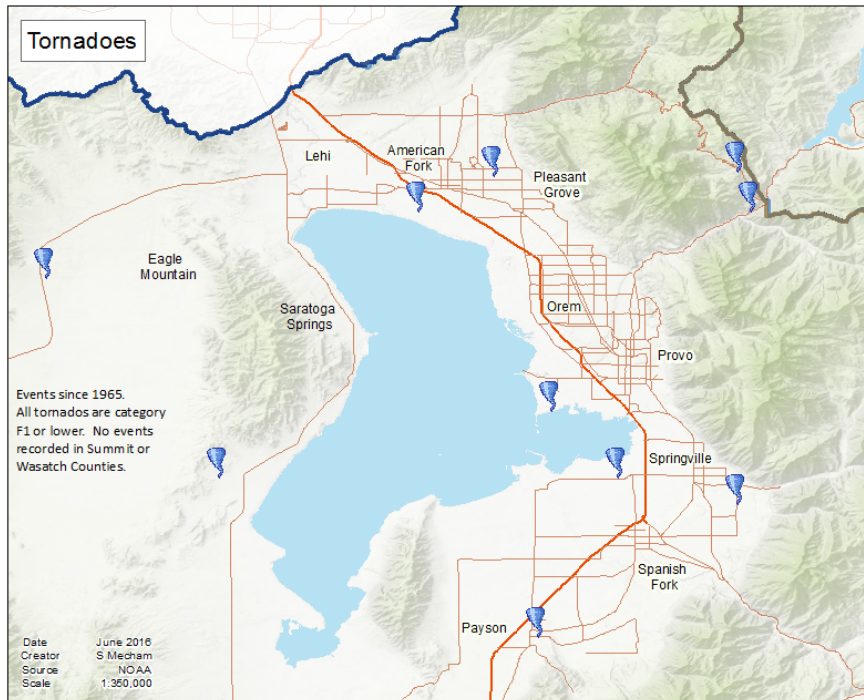 Tornadoes
American
Fork
Lehi
Pleasant
Grove
Eagle
Mountain
Saratoga
Springs
Orem
Provo
Events since 1965.
All tornados are category
F1 or lower. No events
recorded in Summit or
Wasatch Counties.
Springville
Spanish
Fork
Payson
Date June 2016
Creator S Mecham
Source NOAA
Scale 1:350,000